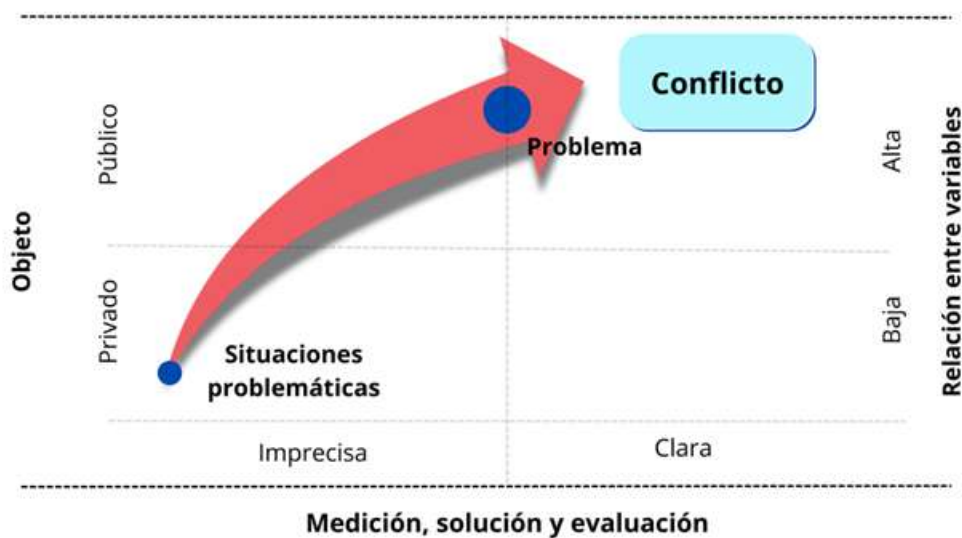 Conflicto
Problema
Público
Alta
Objeto
Relación entre variables
Privado
Baja
Situaciones
problemáticas
Imprecisa
Clara
Medición, solución y evaluación